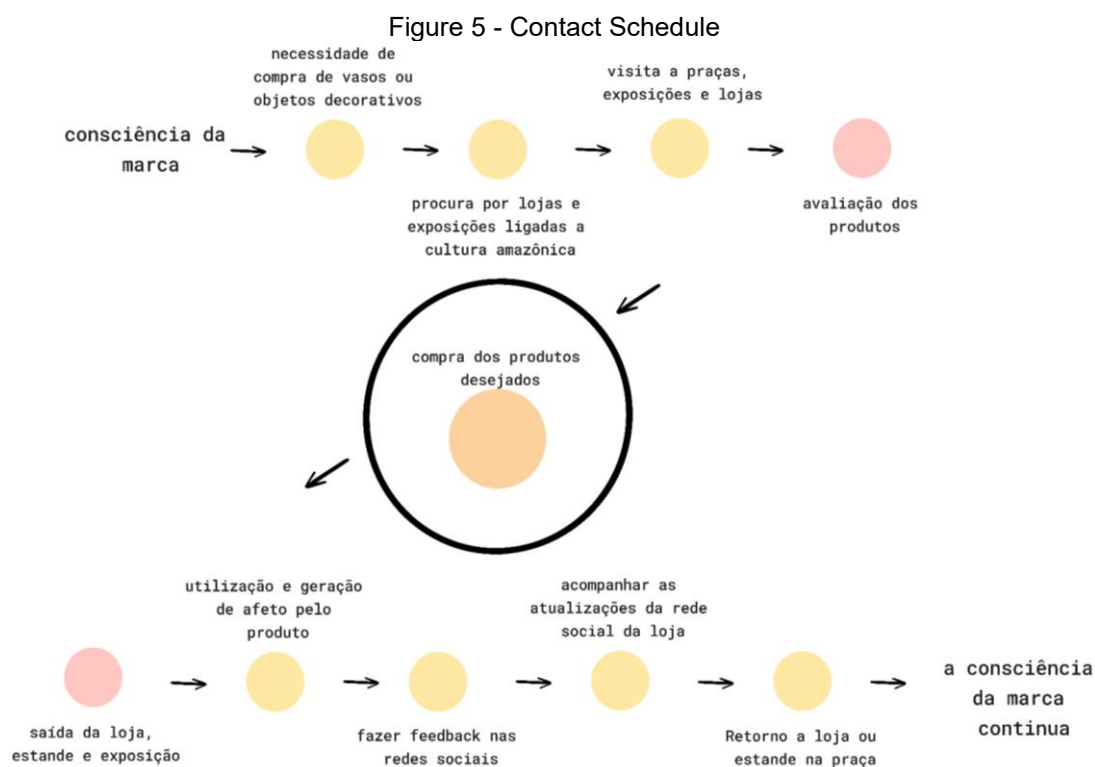 Figure 5 - Contact Schedule
necessidade de
compra de vasos ou
objetos decorativos
visita a praças,
exposições e lojas
consciência da
marca
procura por lojas e
exposições ligadas a
cultura amazônica
avaliação dos
produtos
compra dos produtos
desejados
utilização e geração
de afeto pelo
produto
acompanhar as
atualizações da rede
social da loja
a consciência
da marca
continua
saída da loja,
estande e exposição
fazer feedback nas
redes sociais
Retorno a loja ou
estande na praça